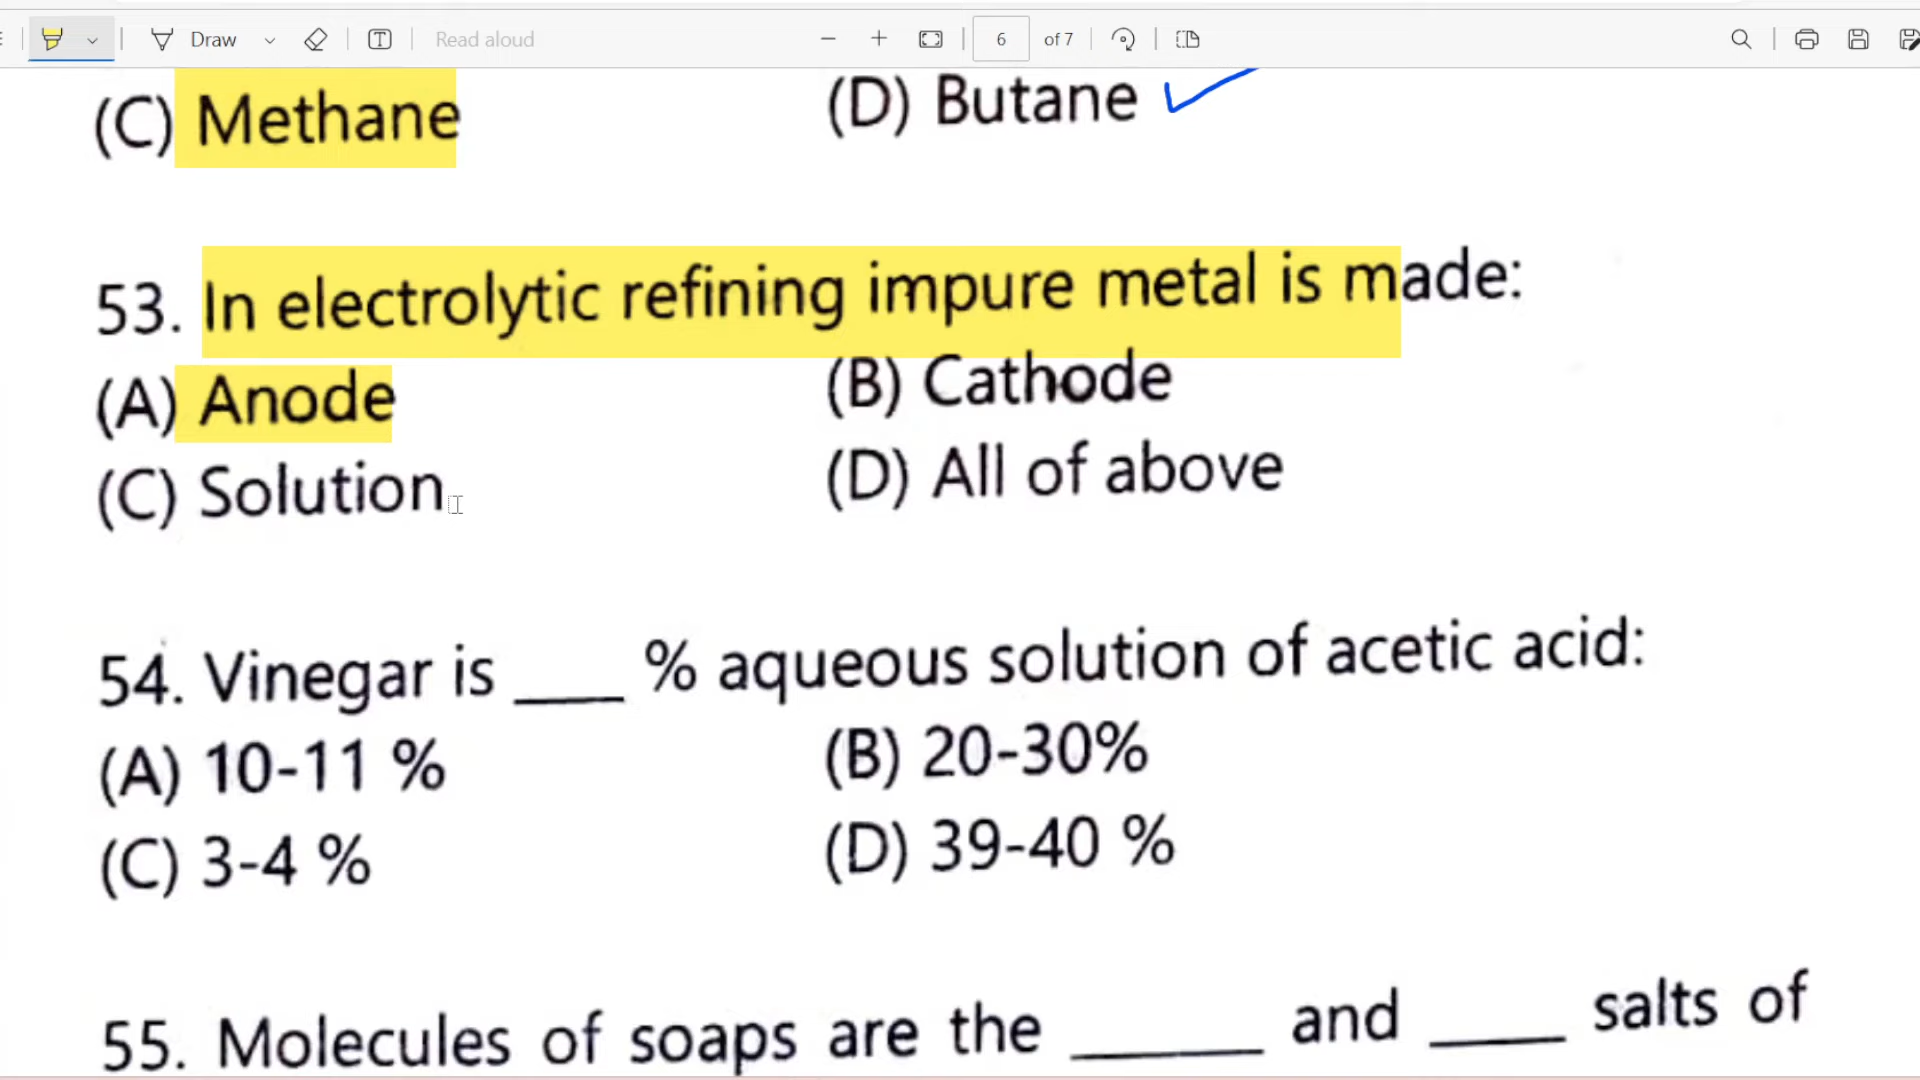 Draw
Read aloud
6 of 7
(C) Methane
(D) Butane
53. In electrolytic refining impure metal is made:
(A) Anode
(B) Cathode
(C) Solution
(D) All of above
54. Vinegar is ____ % aqueous solution of acetic acid:
(A) 10-11 %
(B) 20-30%
(C) 3-4 %
(D) 39-40 %
55. Molecules of soaps are the ______ and ____ salts of